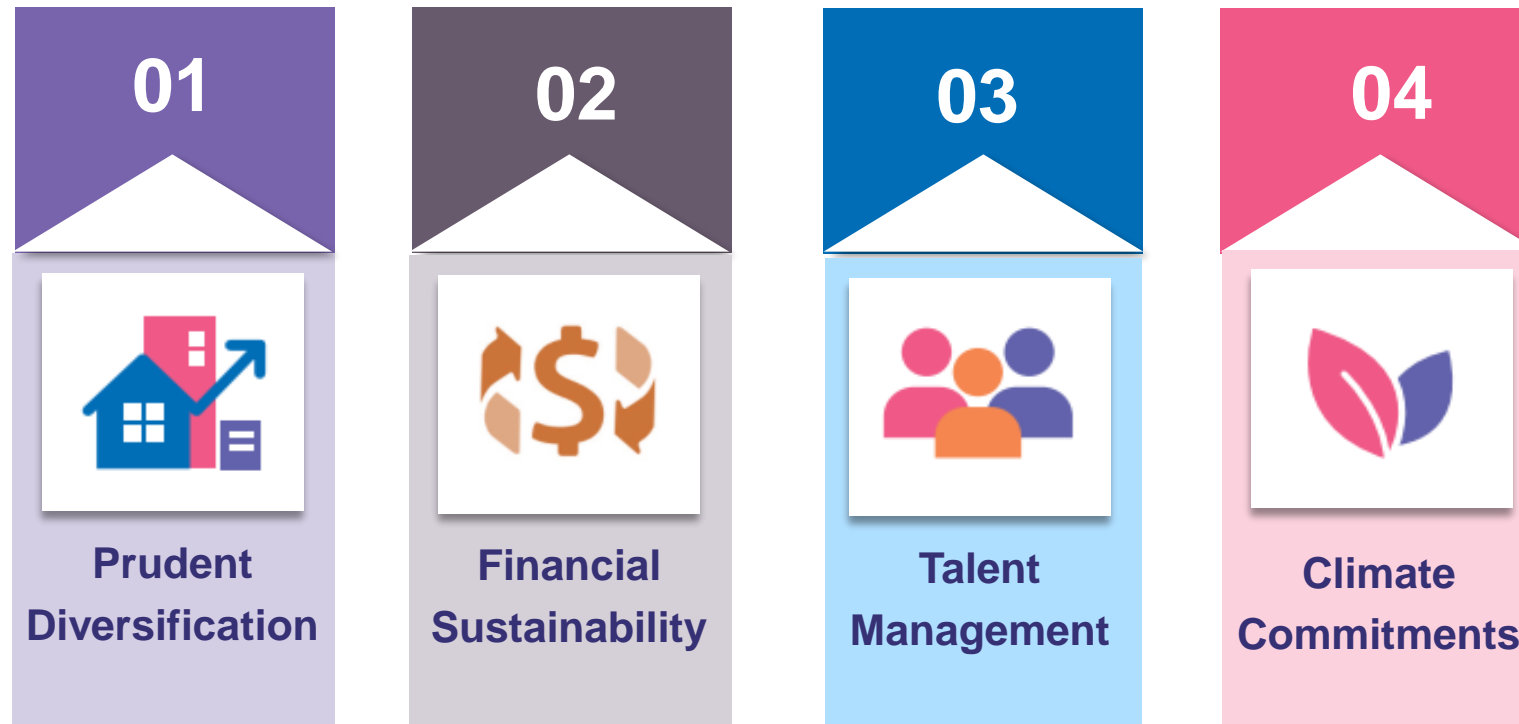 01
Prudent
Diversification
02
Financial
Sustainability
03
Talent
Management
04
Climate
Commitments